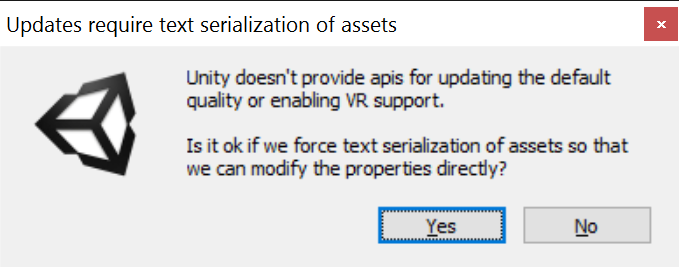 Updates require text serialization of assets
Unity doesn't provide apis for updating the default
quality or enabling VR support.
Is it ok if we force text serialization of assets so that
we can modify the properties directly?
Yes
No